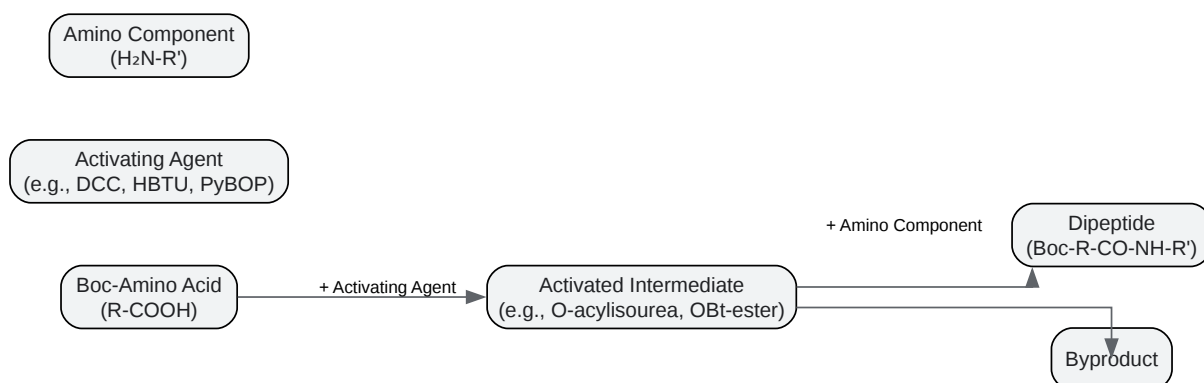 Amino Component
(H₂N-R')
Activating Agent
(e.g., DCC, HBTU, PyBOP)
+ Amino Component
Dipeptide
(Boc-R-CO-NH-R')
Boc-Amino Acid
(R-COOH)
+ Activating Agent
Activated Intermediate
(e.g., O-acylisourea, OBt-ester)
Byproduct